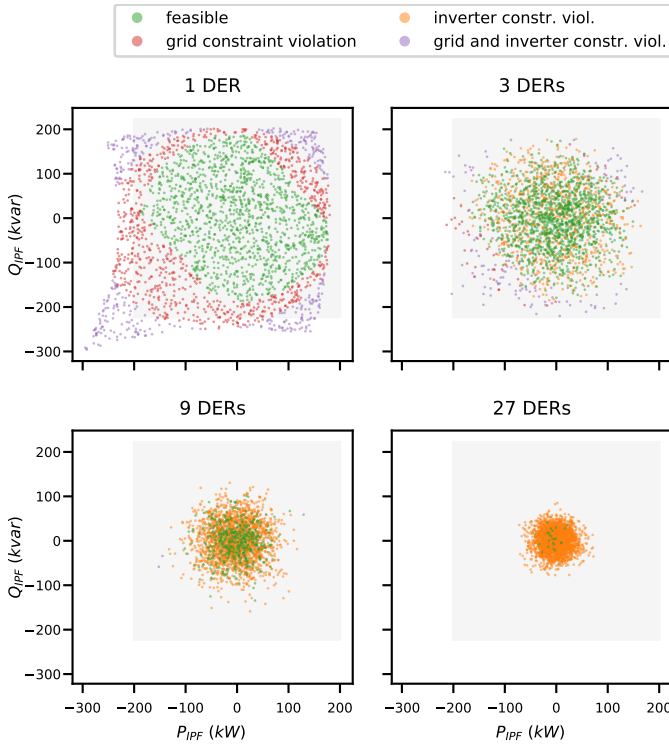 feasible
grid constraint violation
inverter constr. viol.
grid and inverter constr. viol.
1 DER
3 DERs
200
100
0
−100
−200
−300
Q_IPF (kvar)
9 DERs
27 DERs
200
100
0
−100
−200
−300
Q_IPF (kvar)
−300 −200 −100 0 100 200
P_IPF (kW)
−300 −200 −100 0 100 200
P_IPF (kW)